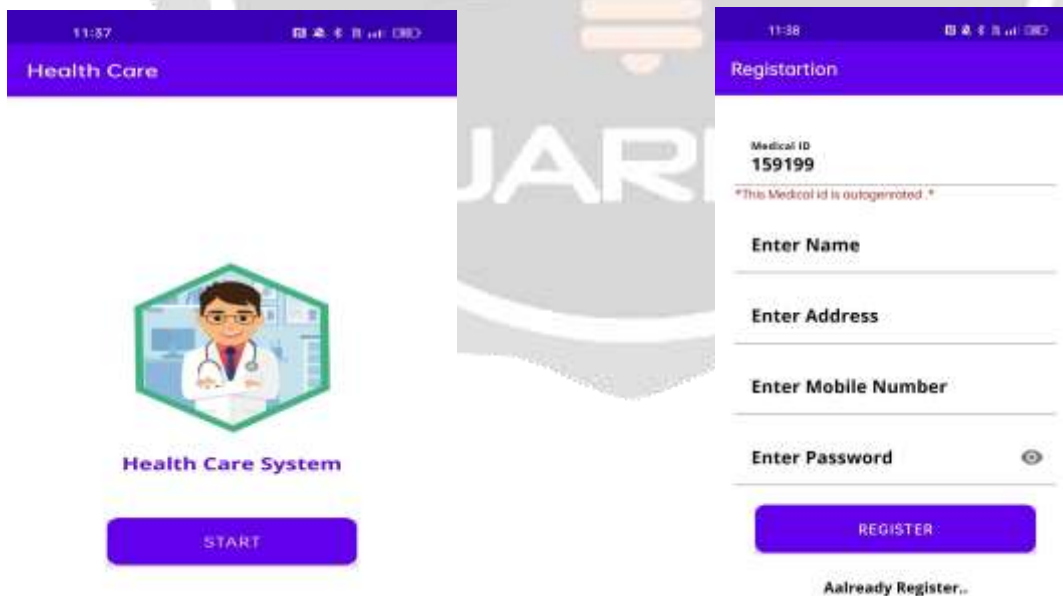 11:37
Health Care
Health Care System
START
JAR
11:38
Registartion
Medical ID
159199
*This Medical id is autogenrated .*
Enter Name
Enter Address
Enter Mobile Number
Enter Password
REGISTER
Aalready Register..